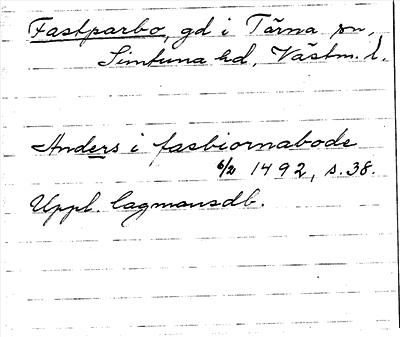 Fastparbo, gd i Tärna sn,
Simtuna hd, Västm. l.
Anders i fasbiornabode
6/2 1492, s. 38.
Uppl. lagmansdb.